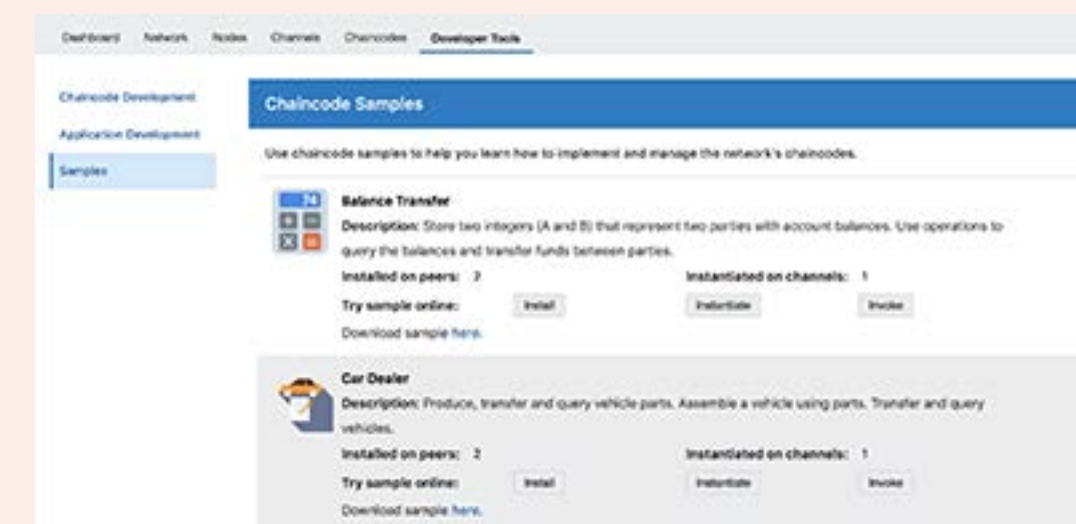 Dashboard Network Nodes Channels Chaincodes Developer Tools
Chaincode Development
Application Development
Samples
Chaincode Samples
Use chaincode samples to help you learn how to implement and manage the network's chaincodes.
74
Balance Transfer
Description: Store two integers (A and B) that represent two parties with account balances. Use operations to
query the balances and transfer funds between parties.
Installed on peers: 2 Instantiated on channels: 1
Try sample online: Install Instantiate Invoke
Download sample here.
Car Dealer
Description: Produce, transfer and query vehicle parts. Assemble a vehicle using parts. Transfer and query
vehicles.
Installed on peers: 2 Instantiated on channels: 1
Try sample online: Install Instantiate Invoke
Download sample here.